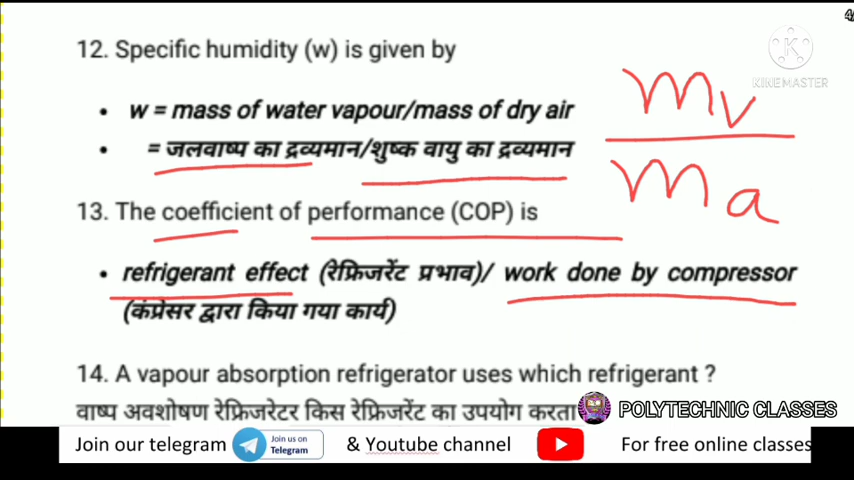 12. Specific humidity (w) is given by
KINEMASTER
• w = mass of water vapour/mass of dry air
mv
ma
• = जलवाष्प का द्रव्यमान/शुष्क वायु का द्रव्यमान
13. The coefficient of performance (COP) is
• refrigerant effect (रेफ्रिजरेंट प्रभाव)/ work done by compressor
(कंप्रेसर द्वारा किया गया कार्य)
14. A vapour absorption refrigerator uses which refrigerant ?
वाष्प अवशोषण रेफ्रिजरेटर किस रेफ्रिजरेंट का उपयोग करता
POLYTECHNIC CLASSES
Join our telegram Join us on Telegram & Youtube channel For free online classes